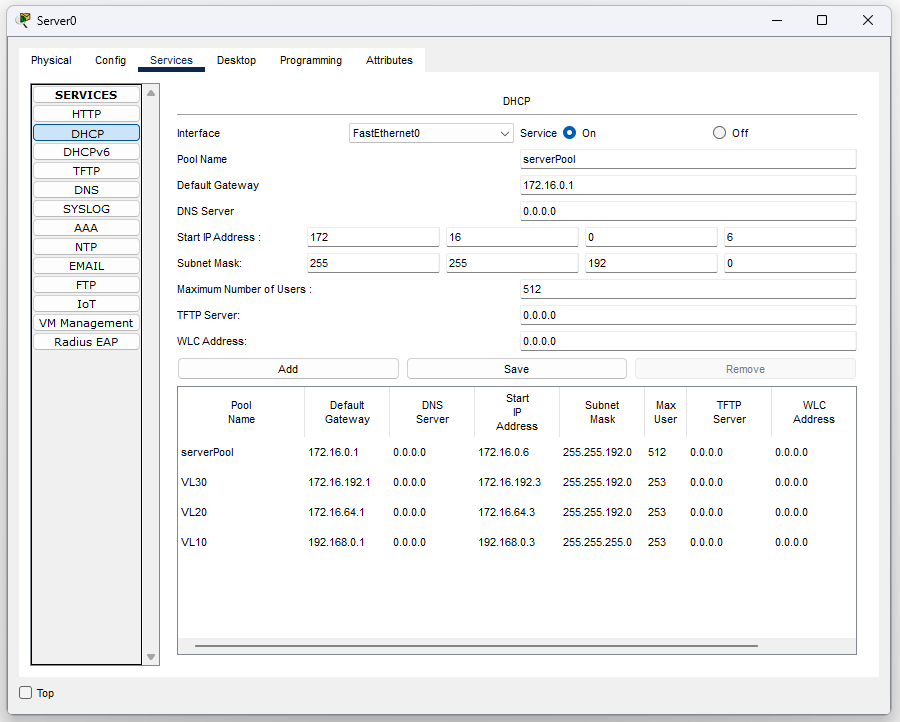 Server0
Physical Config Services Desktop Programming Attributes
SERVICES
HTTP
DHCP
DHCPv6
TFTP
DNS
SYSLOG
AAA
NTP
EMAIL
FTP
IoT
VM Management
Radius EAP
DHCP
Interface FastEthernet0 Service On Off
Pool Name serverPool
Default Gateway 172.16.0.1
DNS Server 0.0.0.0
Start IP Address : 172 16 0 6
Subnet Mask: 255 255 192 0
Maximum Number of Users : 512
TFTP Server: 0.0.0.0
WLC Address: 0.0.0.0
Add Save Remove
Pool Name Default Gateway DNS Server Start IP Address Subnet Mask Max User TFTP Server WLC Address
serverPool 172.16.0.1 0.0.0.0 172.16.0.6 255.255.192.0 512 0.0.0.0 0.0.0.0
VL30 172.16.192.1 0.0.0.0 172.16.192.3 255.255.192.0 253 0.0.0.0 0.0.0.0
VL20 172.16.64.1 0.0.0.0 172.16.64.3 255.255.192.0 253 0.0.0.0 0.0.0.0
VL10 192.168.0.1 0.0.0.0 192.168.0.3 255.255.255.0 253 0.0.0.0 0.0.0.0
Top